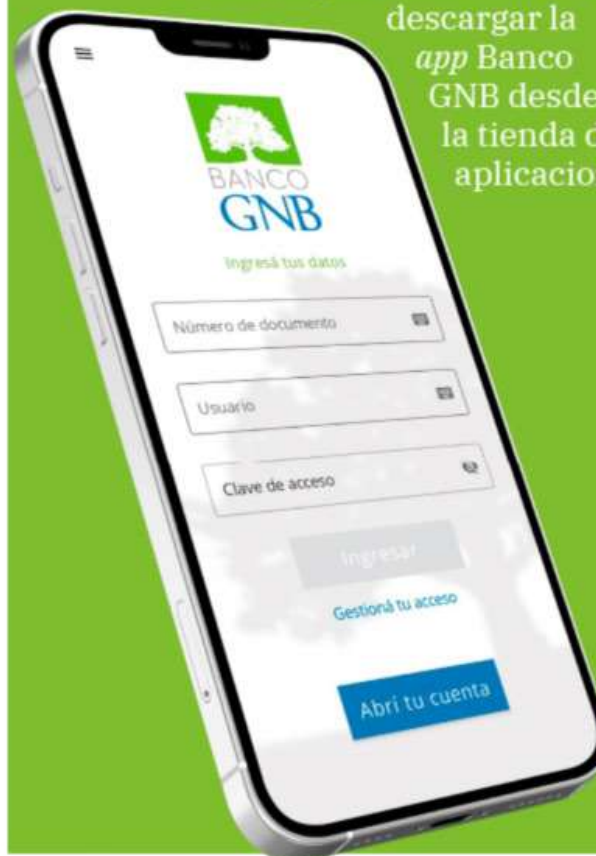 descargar la
app Banco
GNB desde
la tienda
BANCO
GNB
Ingresá tus datos
Número de documento
Usuario
Clave de acceso
Ingresar
Gestioná tu acceso
Abrí tu cuenta